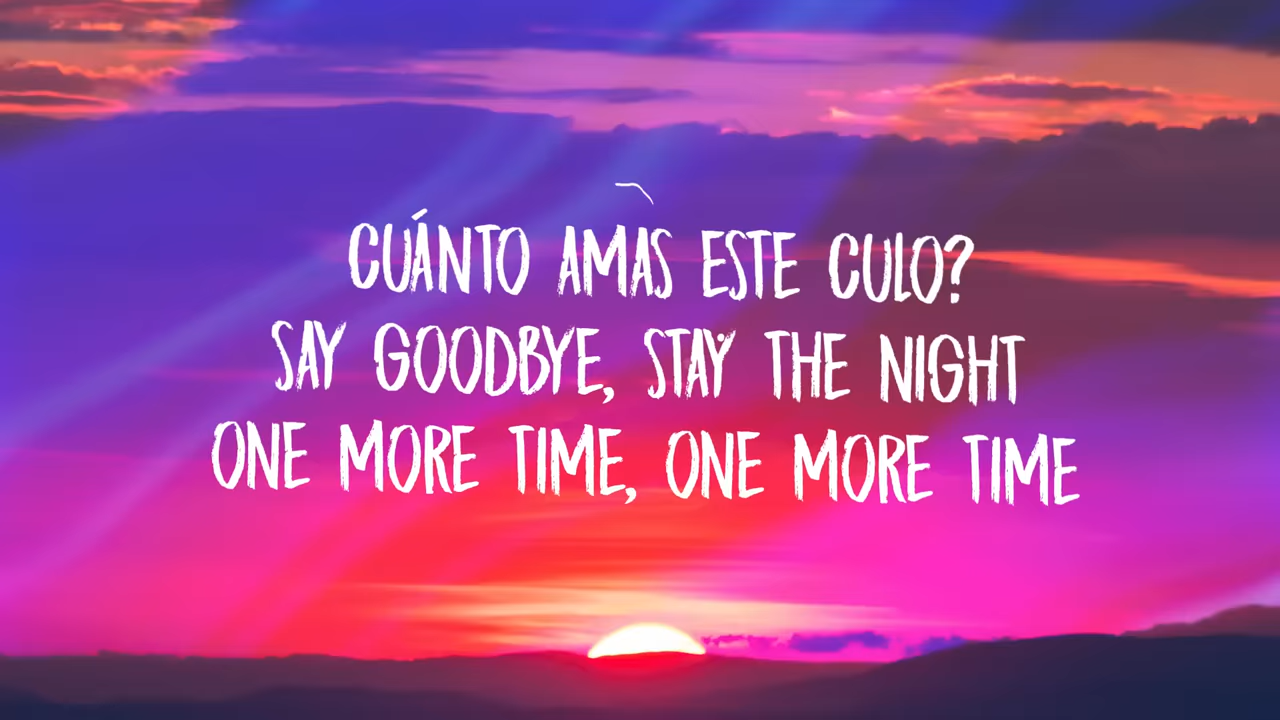 CUÁNTO AMAS ESTE CULO?
SAY GOODBYE, STAY THE NIGHT
ONE MORE TIME, ONE MORE TIME